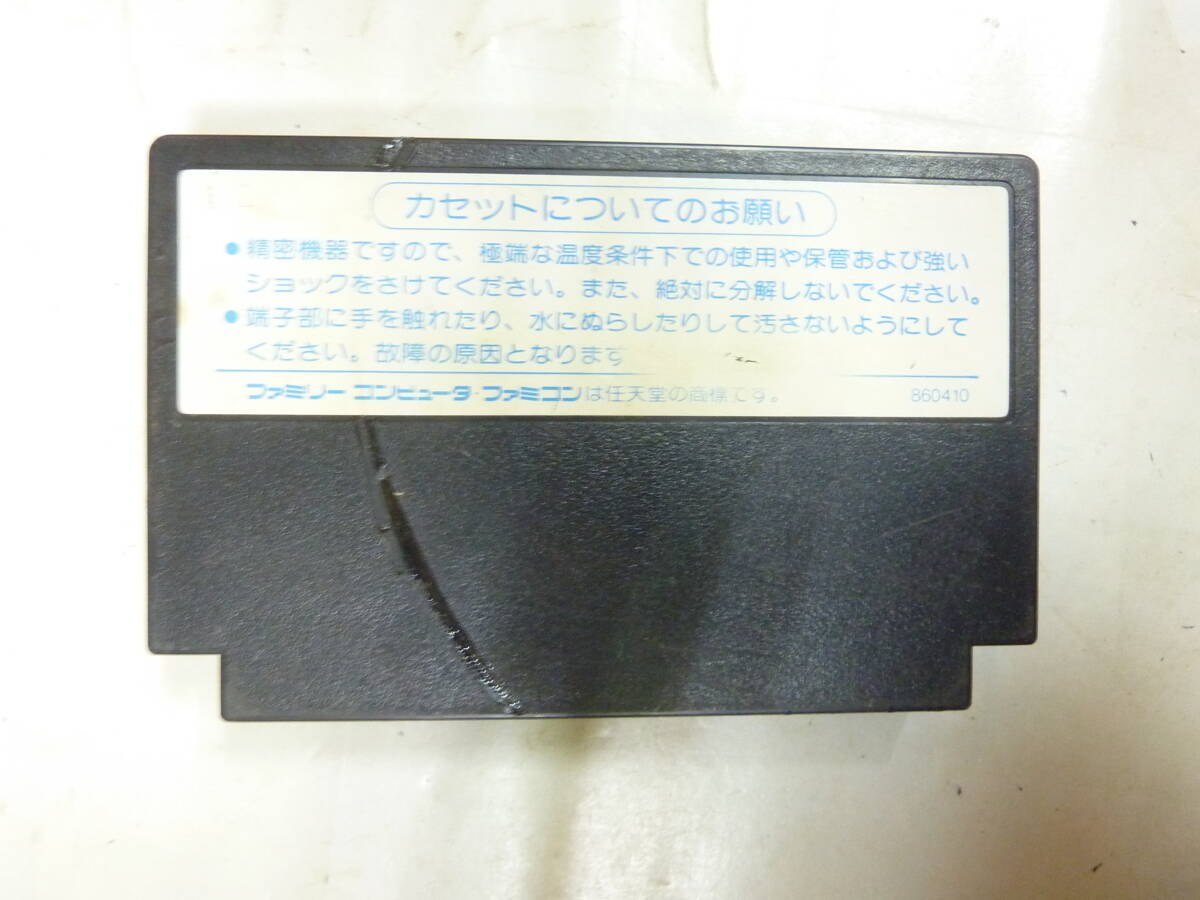 カセットについてのお願い
●精密機器ですので、極端な温度条件下での使用や保管および強い
ショックをさけてください。また、絶対に分解しないでください。
●端子部に手を触れたり、水にぬらしたりして汚さないようにして
ください。故障の原因となります
ファミリーコンピュータ・ファミコンは任天堂の商標です。
860410